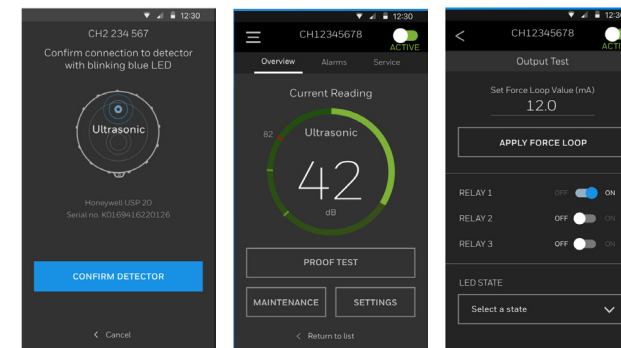 12:30
CH2 234 567
Confirm connection to detector
with blinking blue LED
Ultrasonic
Honeywell USP 20
Serial no. K0169416220126
CONFIRM DETECTOR
< Cancel
12:30
CH12345678
ACTIVE
Overview Alarms Service
Current Reading
82
Ultrasonic
42
dB
PROOF TEST
MAINTENANCE SETTINGS
< Return to list
12:30
< CH12345678
ACTI
Output Test
Set Force Loop Value (mA)
12.0
APPLY FORCE LOOP
RELAY 1 OFF ON
RELAY 2 OFF ON
RELAY 3 OFF ON
LED STATE
Select a state